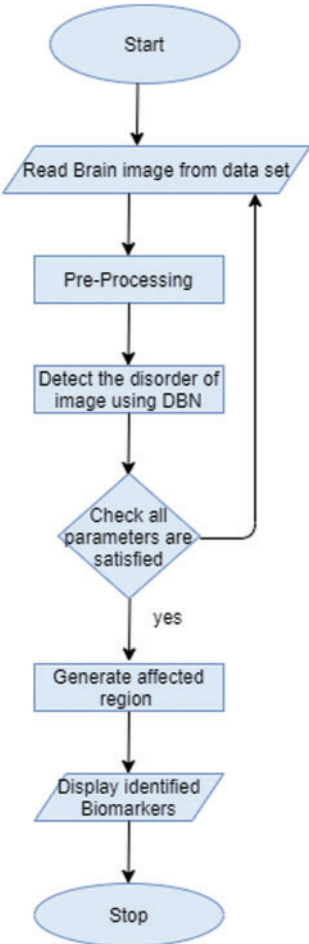 Start
Read Brain image from data set
Pre-Processing
Detect the disorder of
image using DBN
Check all
parameters are
satisfied
yes
Generate affected
region
Display identified
Biomarkers
Stop